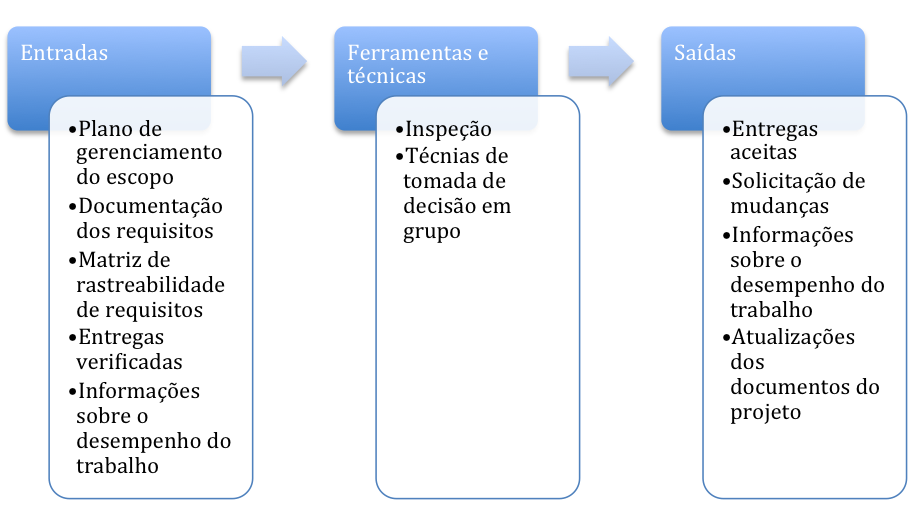 Entradas
•Plano de
gerenciamento
do escopo
•Documentação
dos requisitos
•Matriz de
rastreabilidade
de requisitos
•Entregas
verificadas
•Informações
sobre o
desempenho do
trabalho
Ferramentas e
técnicas
•Inspeção
•Técnias de
tomada de
decisão em
grupo
Saídas
•Entregas
aceitas
•Solicitação de
mudanças
•Informações
sobre o
desempenho do
trabalho
•Atualizações
dos
documentos do
projeto